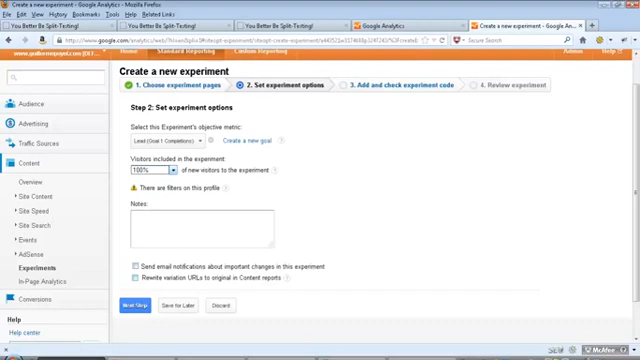 Create a new experiment - Google Analytics - Mozilla Firefox
File Edit View History Bookmarks Tools Help Related Links
You Better Be Split-Testing!
You Better Be Split-Testing!
You Better Be Split-Testing!
Google Analytics
Create a new experiment - Google An...
Secure Search
Home Standard Reporting Custom Reporting Admin Help
Create a new experiment
1. Choose experiment pages
2. Set experiment options
3. Add and check experiment code
4. Review experiment
Step 2: Set experiment options
Select this Experiment's objective metric:
Lead (Goal 1 Completions) Create a new goal ?
Visitors included in the experiment:
100% of new visitors to the experiment ?
There are filters on this profile ?
Notes:
Send email notifications about important changes in this experiment
Rewrite variation URLs to original in Content reports ?
Next Step Save for Later Discard
Audience
Advertising
Traffic Sources
Content
Overview
Site Content
Site Speed
Site Search
Events
AdSense
Experiments
In-Page Analytics
Conversions
Help
Help center
McAfee